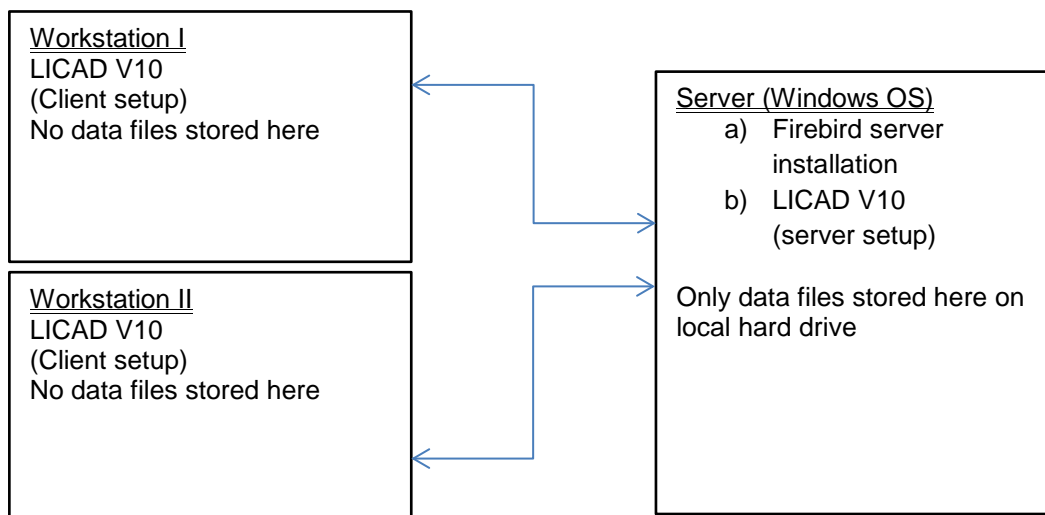 Workstation I
LICAD V10
(Client setup)
No data files stored here
Workstation II
LICAD V10
(Client setup)
No data files stored here
Server (Windows OS)
a) Firebird server
installation
b) LICAD V10
(server setup)
Only data files stored here on
local hard drive